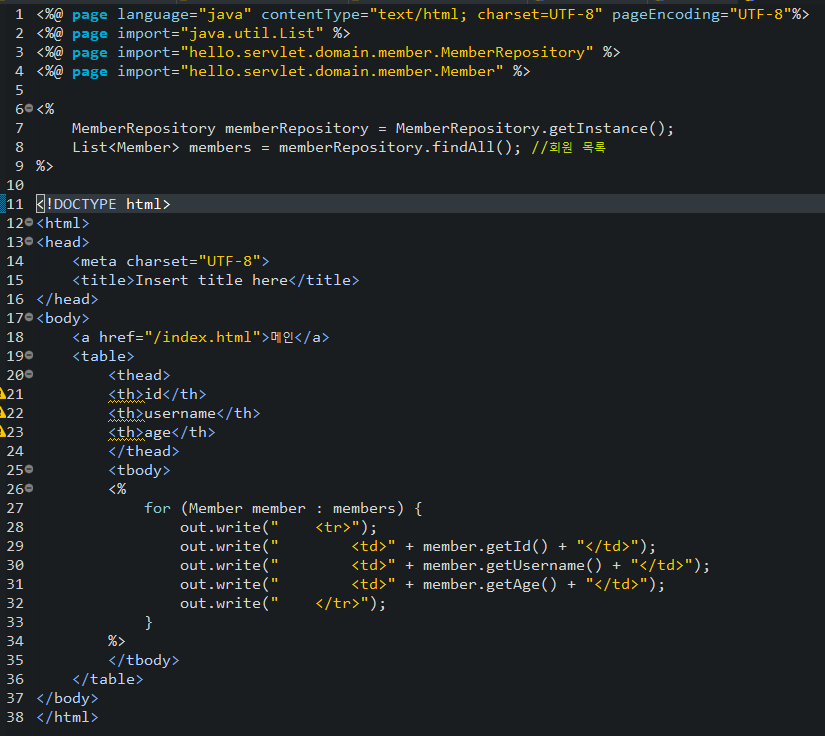 1 <%@ page language="java" contentType="text/html; charset=UTF-8" pageEncoding="UTF-8"%>
2 <%@ page import="java.util.List" %>
3 <%@ page import="hello.servlet.domain.member.MemberRepository" %>
4 <%@ page import="hello.servlet.domain.member.Member" %>
5
6 <%
7     MemberRepository memberRepository = MemberRepository.getInstance();
8     List<Member> members = memberRepository.findAll(); //회원 목록
9 %>
10
11 <!DOCTYPE html>
12 <html>
13 <head>
14     <meta charset="UTF-8">
15     <title>Insert title here</title>
16 </head>
17 <body>
18     <a href="/index.html">메인</a>
19     <table>
20         <thead>
21         <th>id</th>
22         <th>username</th>
23         <th>age</th>
24         </thead>
25         <tbody>
26         <%
27             for (Member member : members) {
28                 out.write("    <tr>");
29                 out.write("        <td>" + member.getId() + "</td>");
30                 out.write("        <td>" + member.getUsername() + "</td>");
31                 out.write("        <td>" + member.getAge() + "</td>");
32                 out.write("    </tr>");
33             }
34         %>
35         </tbody>
36     </table>
37 </body>
38 </html>